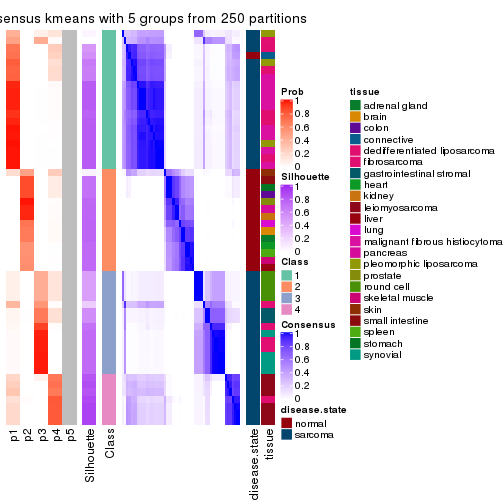 sensus kmeans with 5 groups from 250 partitions
p1
p2
p3
p4
p5
Silhouette
Class
disease.state
tissue
Prob
1
0.8
0.6
0.4
0.2
0
Silhouette
1
0.8
0.6
0.4
0.2
0
Class
1
2
3
4
Consensus
1
0.8
0.6
0.4
0.2
0
disease.state
normal
sarcoma
tissue
adrenal gland
brain
colon
connective
dedifferentiated liposarcoma
fibrosarcoma
gastrointestinal stromal
heart
kidney
leiomyosarcoma
liver
lung
malignant fibrous histiocytoma
pancreas
pleomorphic liposarcoma
prostate
round cell
skeletal muscle
skin
small intestine
spleen
stomach
synovial